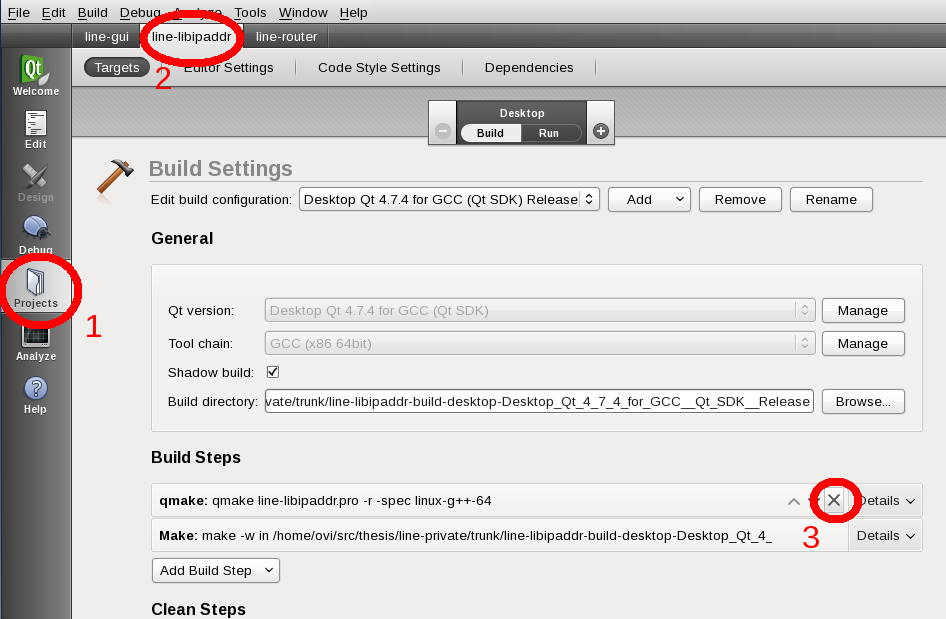 File Edit Build Debug Analyze Tools Window Help
line-gui line-libipaddr line-router
Targets Editor Settings Code Style Settings Dependencies
2
Qt
Welcome
Edit
Design
Debug
Projects
1
Analyze
Help
Desktop
Build Run
Build Settings
Edit build configuration: Desktop Qt 4.7.4 for GCC (Qt SDK) Release Add Remove Rename
General
Qt version: Desktop Qt 4.7.4 for GCC (Qt SDK) Manage
Tool chain: GCC (x86 64bit) Manage
Shadow build:
Build directory: vate/trunk/line-libipaddr-build-desktop-Desktop_Qt_4_7_4_for_GCC__Qt_SDK__Release Browse...
Build Steps
qmake: qmake line-libipaddr.pro -r -spec linux-g++-64 Details
3
Make: make -w in /home/ovi/src/thesis/line-private/trunk/line-libipaddr-build-desktop-Desktop_Qt_4_ Details
Add Build Step
Clean Steps